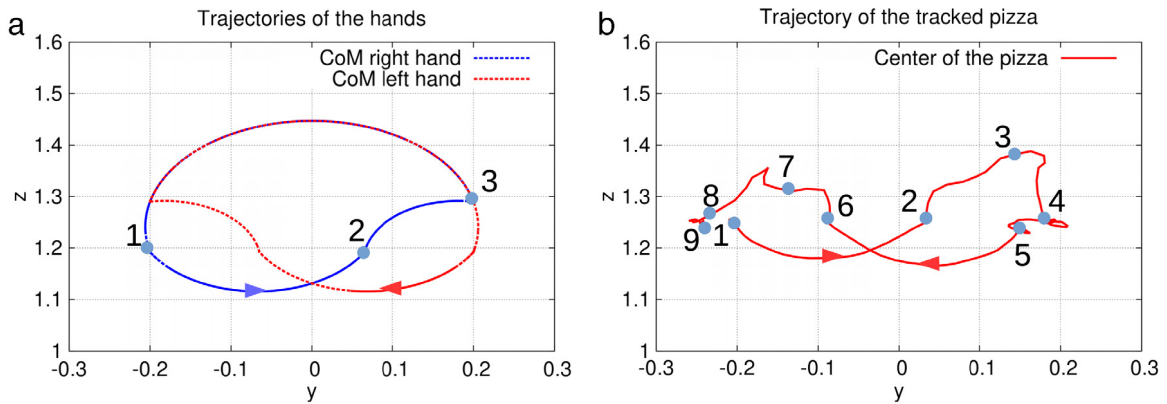 a
Trajectories of the hands
1.6
1.5
1.4
1.3
1.2
1.1
1
z
CoM right hand
CoM left hand
1
2
3
-0.3 -0.2 -0.1 0 0.1 0.2 0.3
y
b
Trajectory of the tracked pizza
1.6
1.5
1.4
1.3
1.2
1.1
1
z
Center of the pizza
3
7
8 6 2 4
9 1 5
-0.3 -0.2 -0.1 0 0.1 0.2 0.3
y